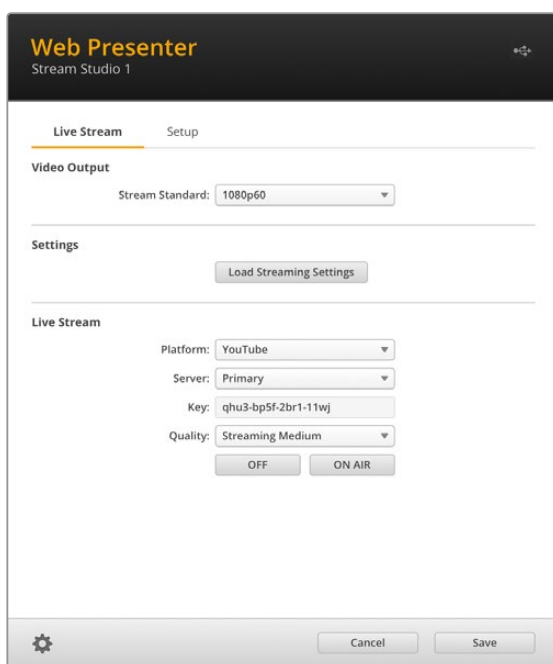 Web Presenter
Stream Studio 1
Live Stream Setup
Video Output
Stream Standard: 1080p60
Settings
Load Streaming Settings
Live Stream
Platform: YouTube
Server: Primary
Key: qhu3-bp5f-2br1-11wj
Quality: Streaming Medium
OFF ON AIR
Cancel Save